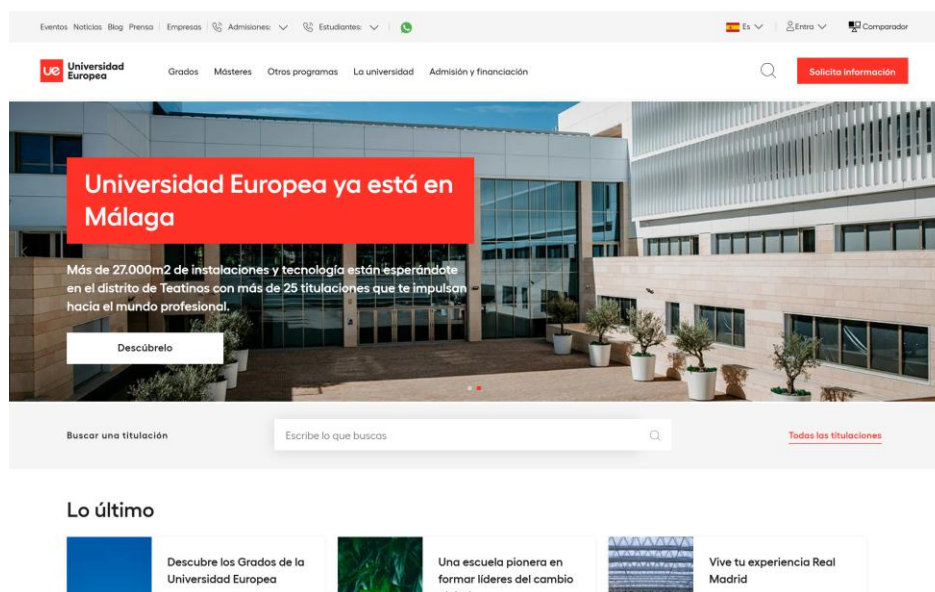 Eventos Noticias Blog Prensa Empresas Admisiones: Estudiantes: Es Entra Comparador
ue Universidad Europea
Grados Másteres Otros programas La universidad Admisión y financiación Solicita información
Universidad Europea ya está en
Málaga
Más de 27.000m2 de instalaciones y tecnología están esperándote
en el distrito de Teatinos con más de 25 titulaciones que te impulsan
hacia el mundo profesional.
Descúbrelo
Buscar una titulación Escribe lo que buscas Todas las titulaciones
Lo último
Descubre los Grados de la
Universidad Europea
Una escuela pionera en
formar líderes del cambio
Vive tu experiencia Real
Madrid